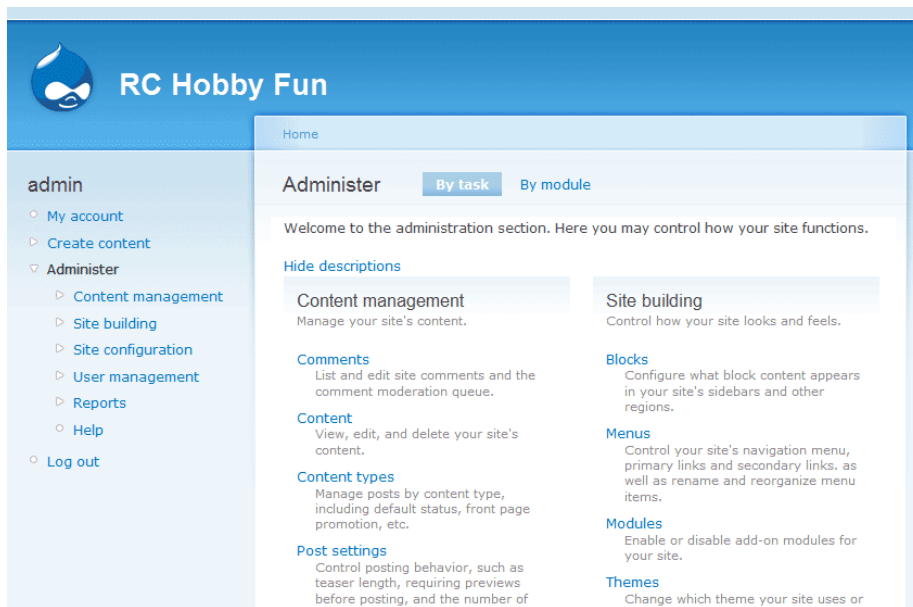 RC Hobby Fun
Home
admin
My account
Create content
Administer
Content management
Site building
Site configuration
User management
Reports
Help
Log out
Administer
By task
By module
Welcome to the administration section. Here you may control how your site functions.
Hide descriptions
Content management
Manage your site's content.
Comments
List and edit site comments and the
comment moderation queue.
Content
View, edit, and delete your site's
content.
Content types
Manage posts by content type,
including default status, front page
promotion, etc.
Post settings
Control posting behavior, such as
teaser length, requiring previews
before posting, and the number of
Site building
Control how your site looks and feels.
Blocks
Configure what block content appears
in your site's sidebars and other
regions.
Menus
Control your site's navigation menu,
primary links and secondary links. as
well as rename and reorganize menu
items.
Modules
Enable or disable add-on modules for
your site.
Themes
Change which theme your site uses or